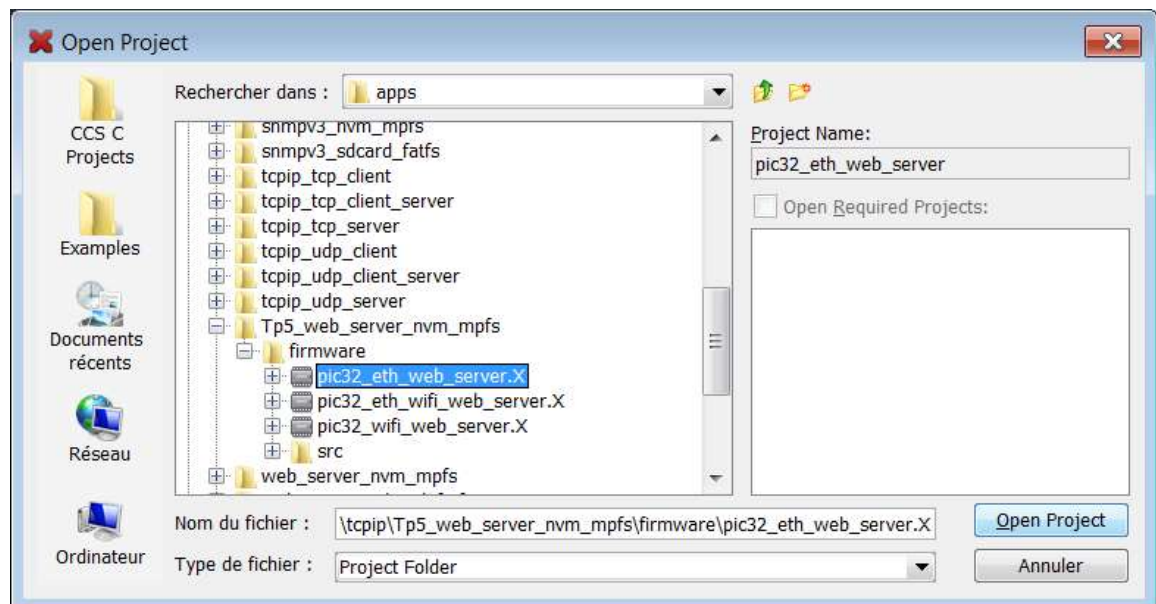 Open Project
Rechercher dans : apps
CCS C
Projects
Examples
Documents
récents
Réseau
Ordinateur
snmpv3_nvm_mpfs
snmpv3_sdcard_fatfs
tcpip_tcp_client
tcpip_tcp_client_server
tcpip_tcp_server
tcpip_udp_client
tcpip_udp_client_server
tcpip_udp_server
Tp5_web_server_nvm_mpfs
firmware
pic32_eth_web_server.X
pic32_eth_wifi_web_server.X
pic32_wifi_web_server.X
src
web_server_nvm_mpfs
Project Name:
pic32_eth_web_server
Open Required Projects:
Nom du fichier : \tcpip\Tp5_web_server_nvm_mpfs\firmware\pic32_eth_web_server.X
Open Project
Type de fichier : Project Folder
Annuler